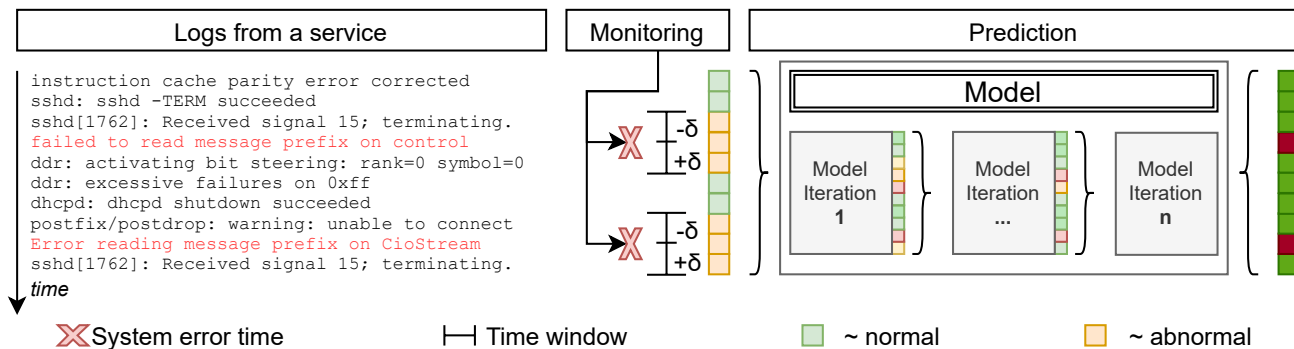 Logs from a service
Monitoring
Prediction
instruction cache parity error corrected
sshd: sshd -TERM succeeded
sshd[1762]: Received signal 15; terminating.
failed to read message prefix on control
ddr: activating bit steering: rank=0 symbol=0
ddr: excessive failures on 0xff
dhcpd: dhcpd shutdown succeeded
postfix/postdrop: warning: unable to connect
Error reading message prefix on CioStream
sshd[1762]: Received signal 15; terminating.
time
-δ
+δ
-δ
+δ
Model
Model
Iteration
1
Model
Iteration
...
Model
Iteration
n
System error time
Time window
~ normal
~ abnormal